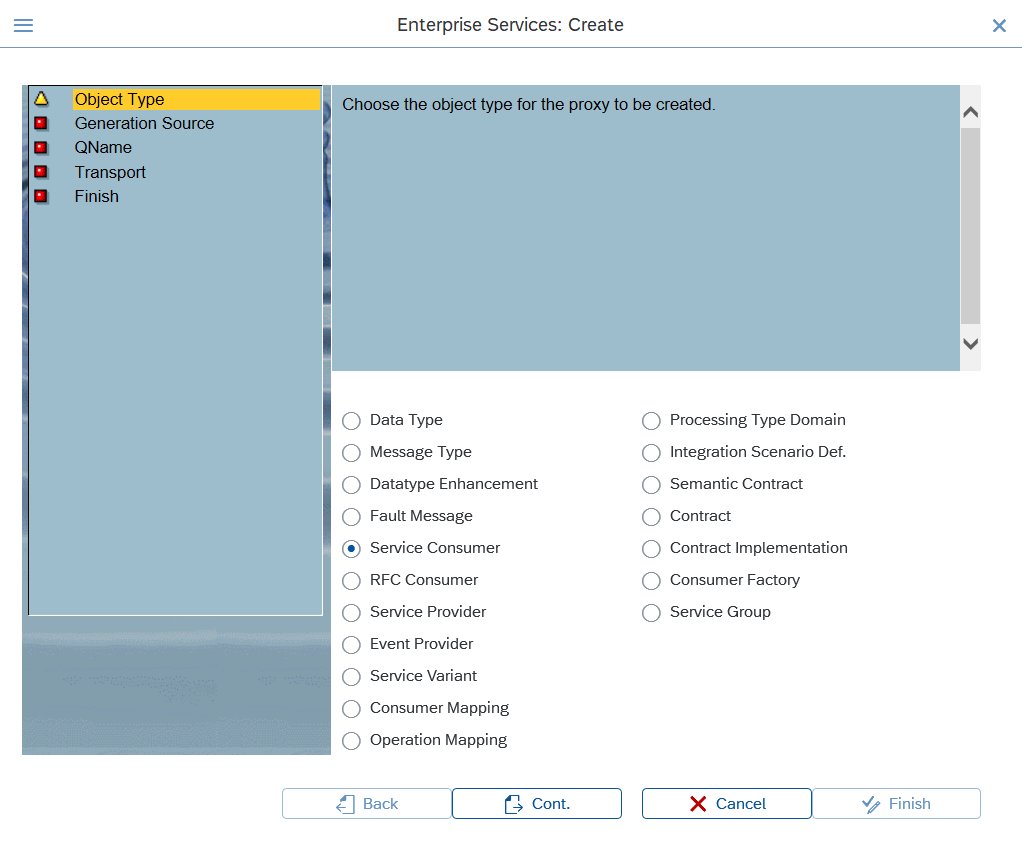 Enterprise Services: Create
Object Type
Generation Source
QName
Transport
Finish
Choose the object type for the proxy to be created.
Data Type
Message Type
Datatype Enhancement
Fault Message
Service Consumer
RFC Consumer
Service Provider
Event Provider
Service Variant
Consumer Mapping
Operation Mapping
Processing Type Domain
Integration Scenario Def.
Semantic Contract
Contract
Contract Implementation
Consumer Factory
Service Group
Back
Cont.
Cancel
Finish